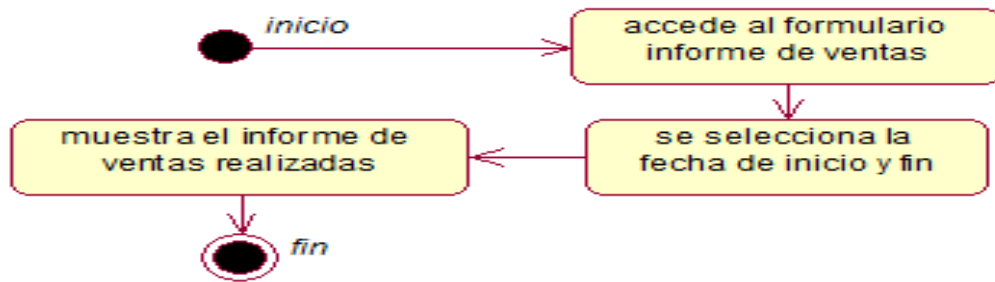 inicio
accede al formulario
informe de ventas
se selecciona la
fecha de inicio y fin
muestra el informe de
ventas realizadas
fin